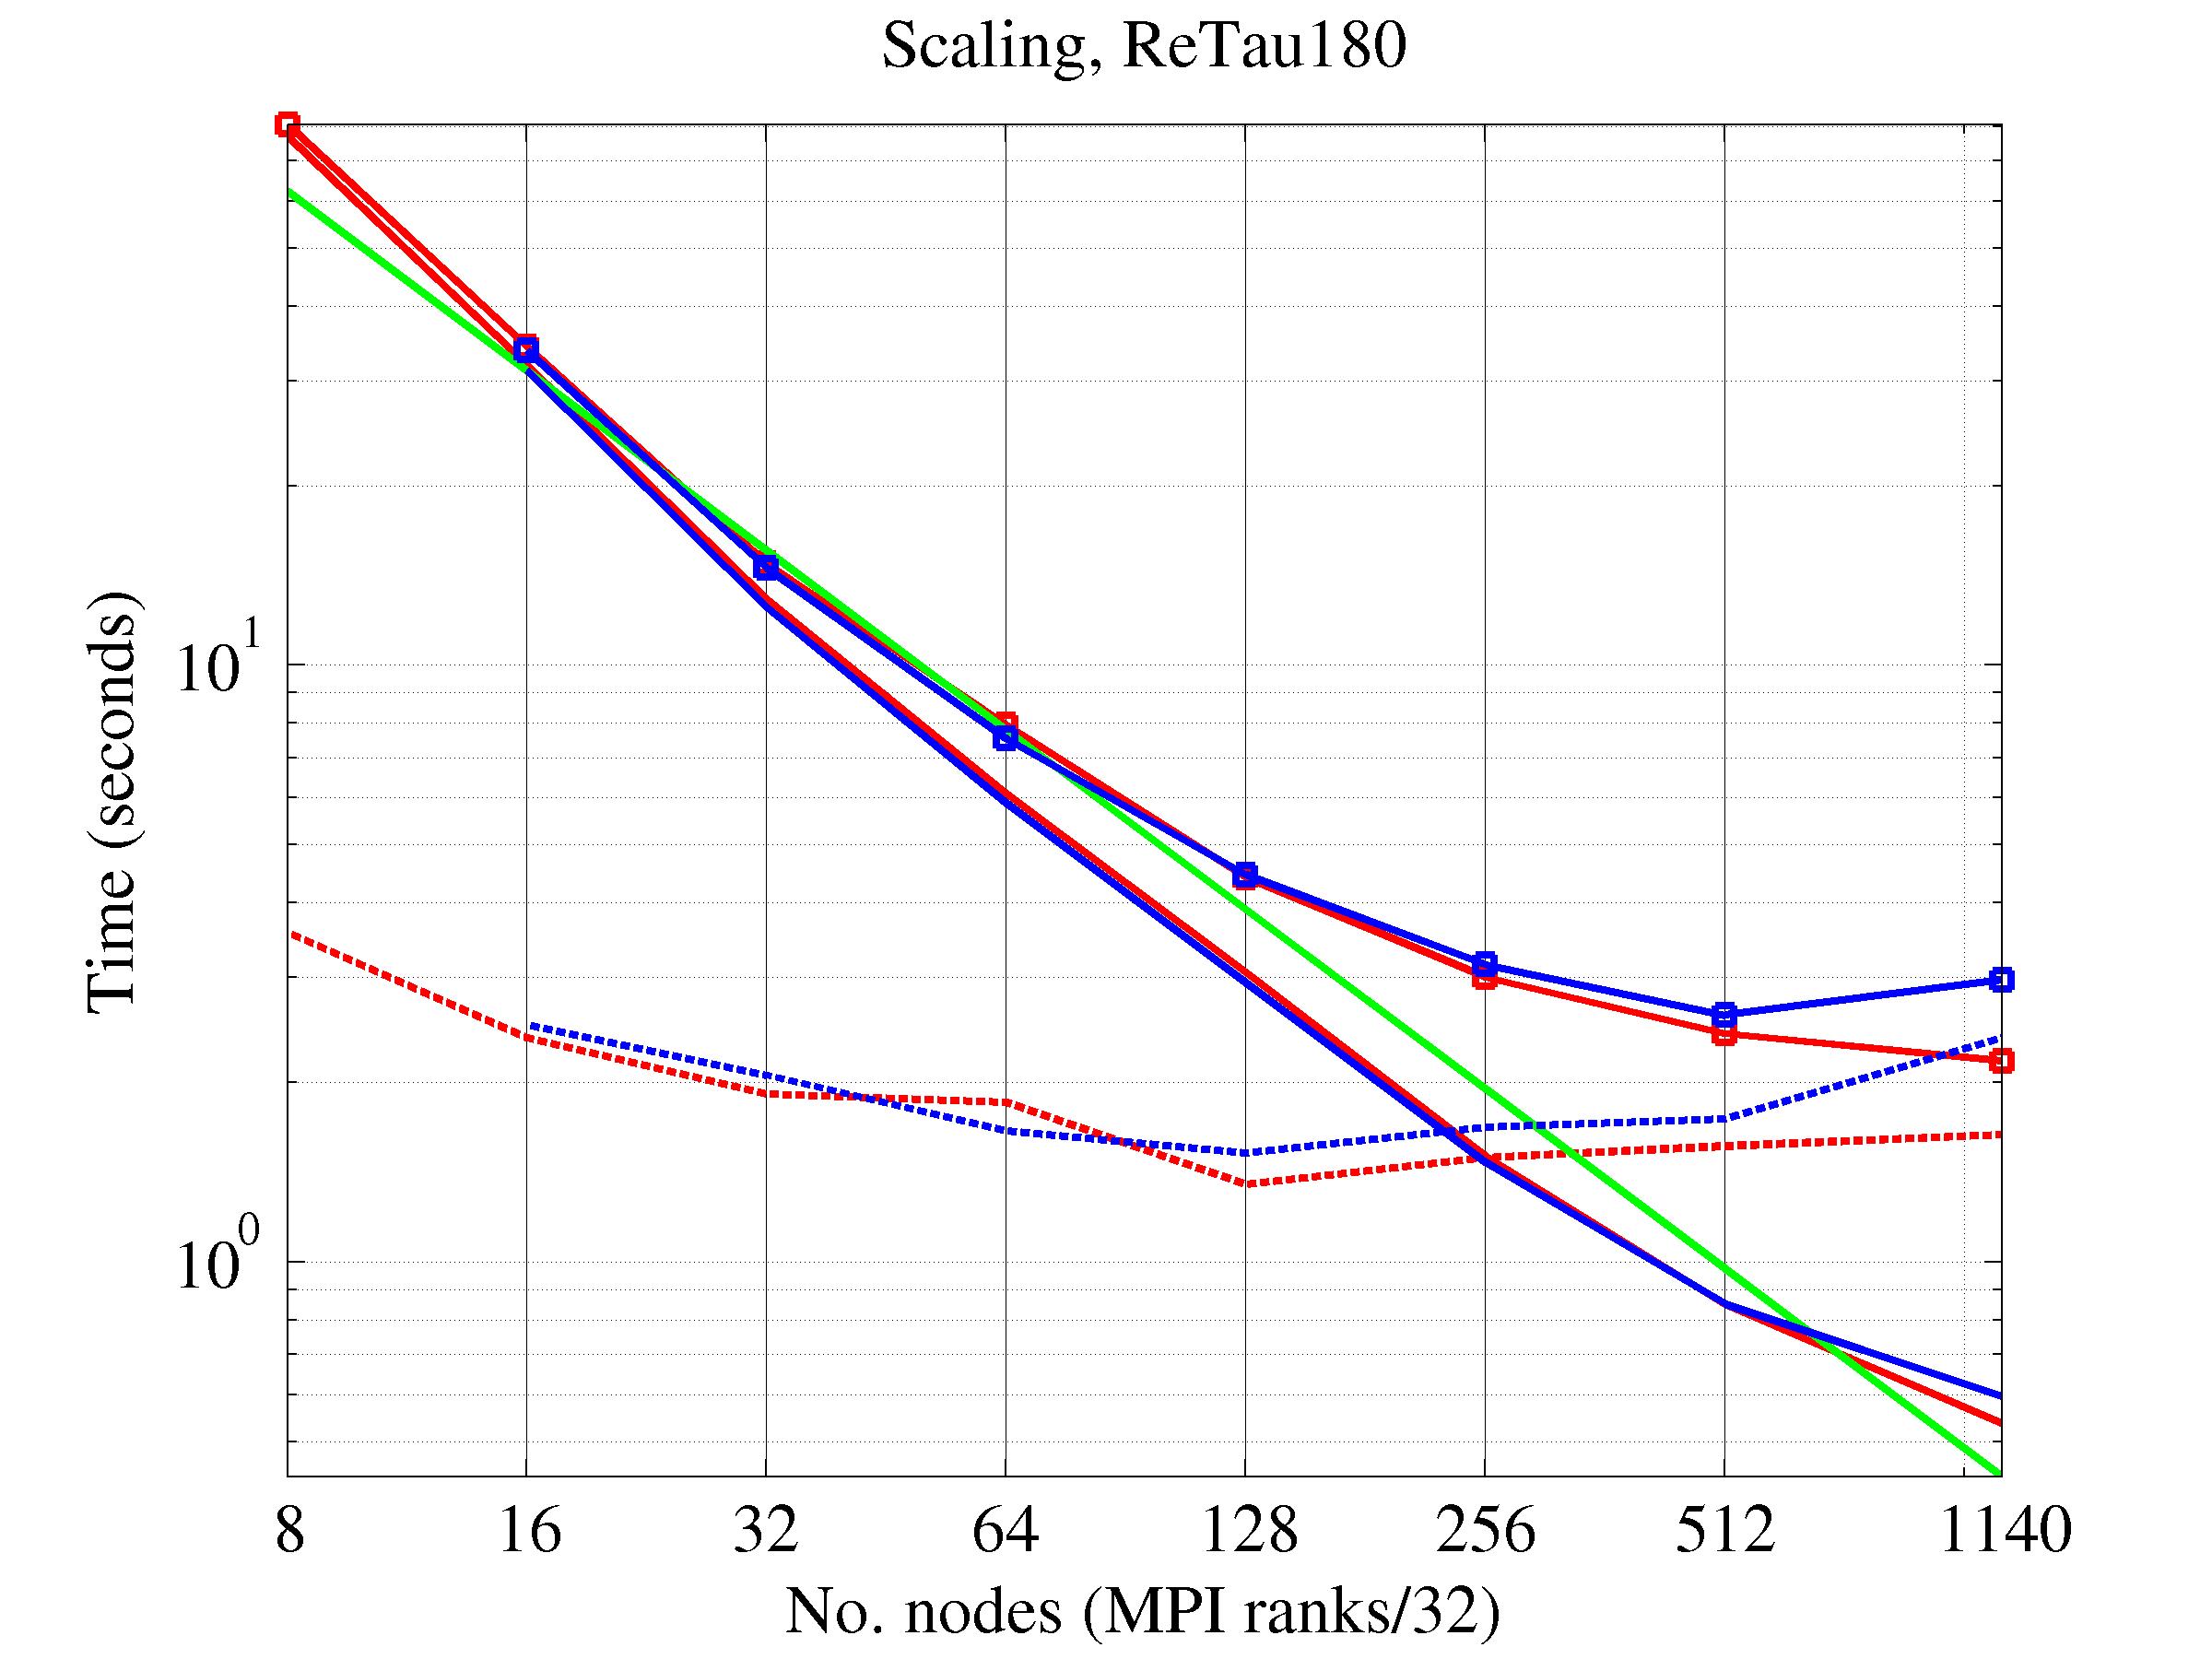 Scaling, ReTau180
Time (seconds)
10^1
10^0
8 16 32 64 128 256 512 1140
No. nodes (MPI ranks/32)